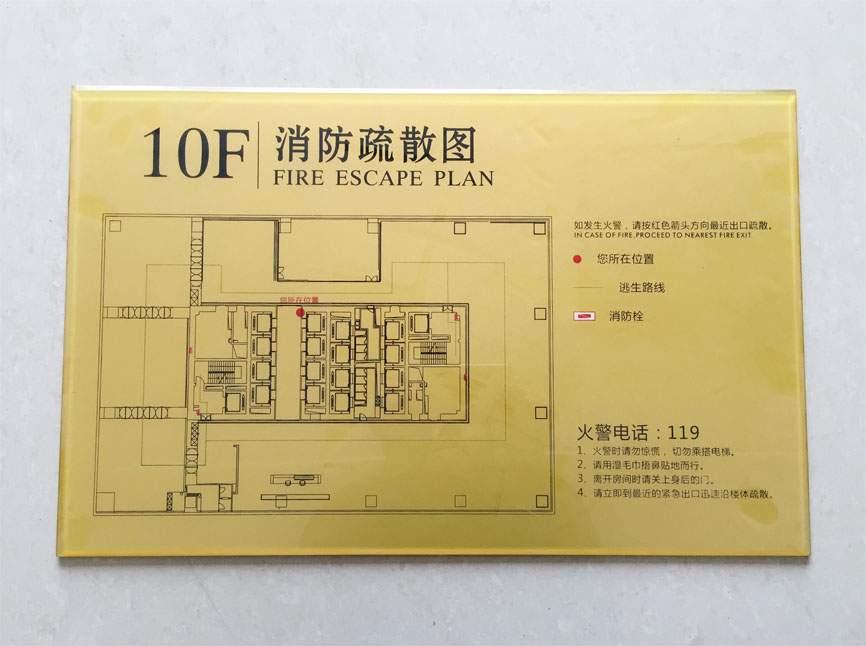 10F
消防疏散图
FIRE ESCAPE PLAN
如发生火警，请按红色箭头方向最近出口疏散。
IN CASE OF FIRE,PROCEED TO NEAREST FIRE EXIT.
您所在位置
逃生路线
消防栓
您所在位置
火警电话：119
1、火警时请勿惊慌，切勿乘搭电梯。
2、请用湿毛巾捂鼻贴地而行。
3、离开房间时请关上身后的门。
4、请立即到最近的紧急出口迅速沿楼体疏散。